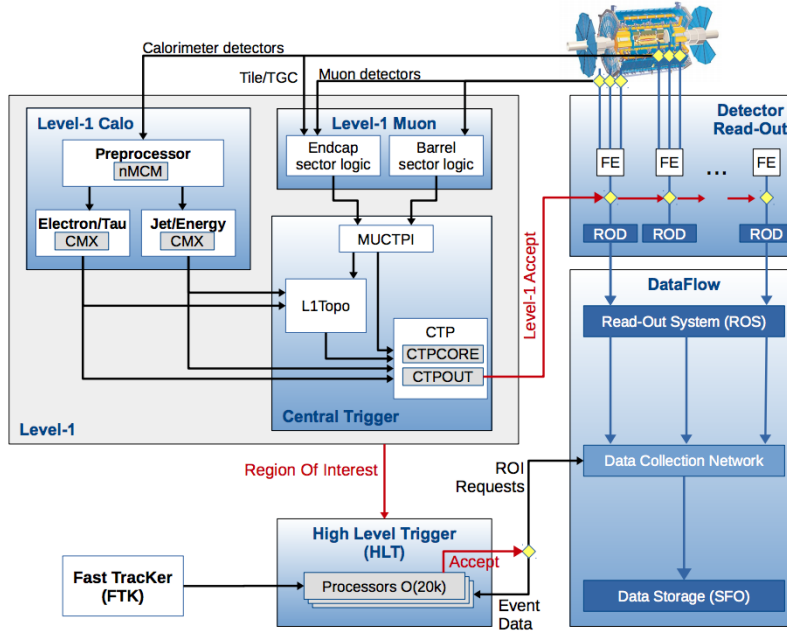 Calorimeter detectors
Tile/TGC
Muon detectors
Level-1 Calo
Preprocessor
nMCM
Electron/Tau
CMX
Jet/Energy
CMX
Level-1 Muon
Endcap
sector logic
Barrel
sector logic
MUCTPI
L1Topo
CTP
CTPCORE
CTPOUT
Central Trigger
Level-1
Level-1 Accept
Detector
Read-Out
FE
FE
...
FE
ROD
ROD
ROD
DataFlow
Read-Out System (ROS)
Data Collection Network
Data Storage (SFO)
Region Of Interest
ROI
Requests
High Level Trigger
(HLT)
Accept
Processors O(20k)
Event
Data
Fast TracKer
(FTK)